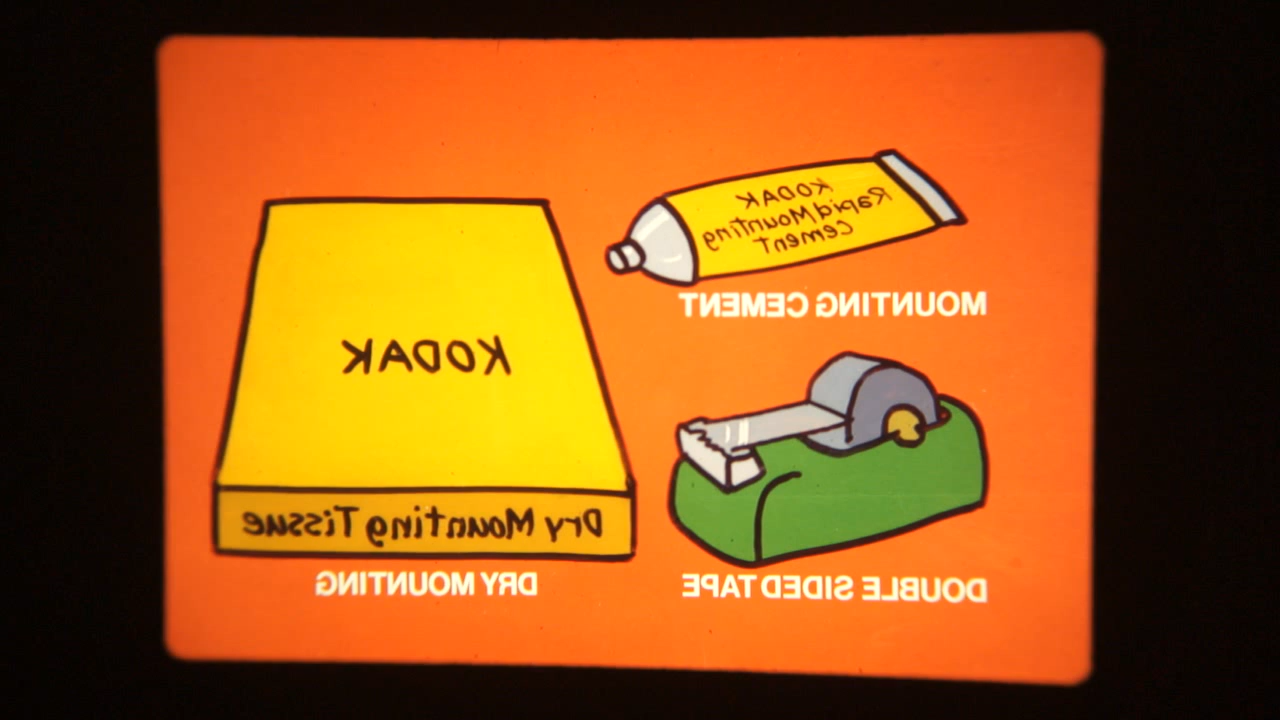 KODAK
Rapid Mounting
Cement
MOUNTING CEMENT
KODAK
Dry Mounting Tissue
DRY MOUNTING
DOUBLE SIDED TAPE